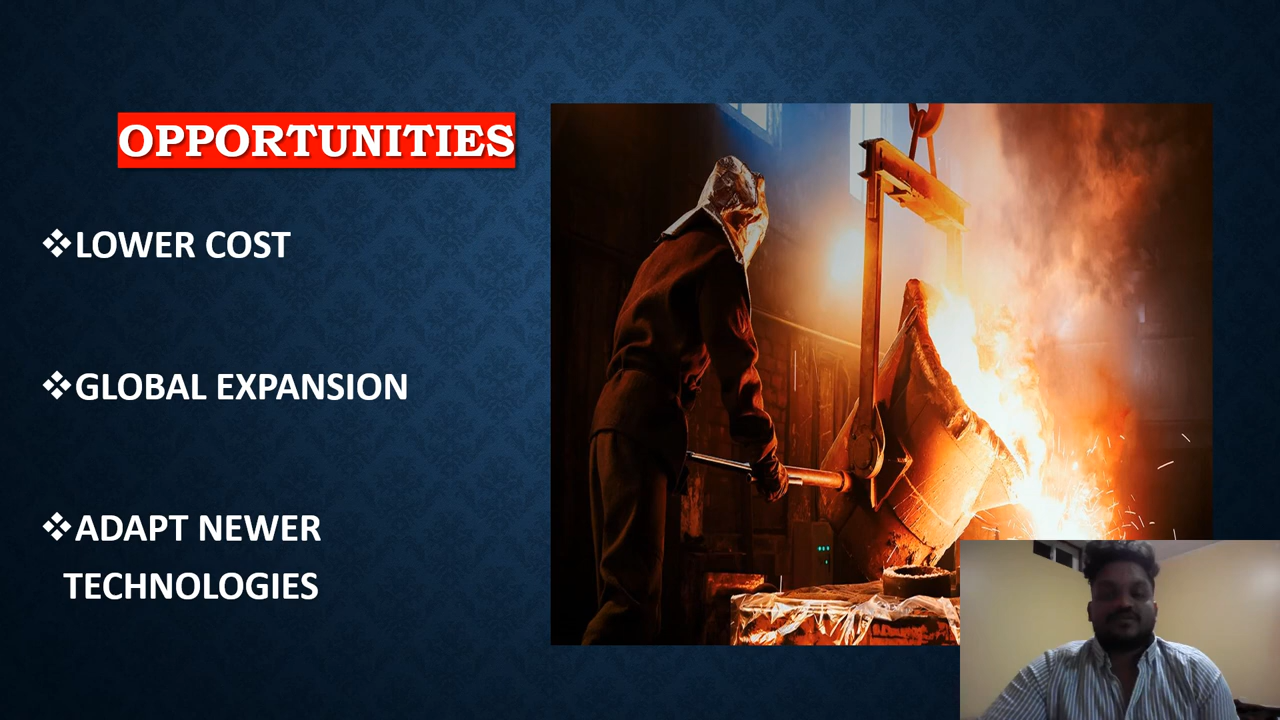 OPPORTUNITIES
❖LOWER COST
❖GLOBAL EXPANSION
❖ADAPT NEWER
TECHNOLOGIES